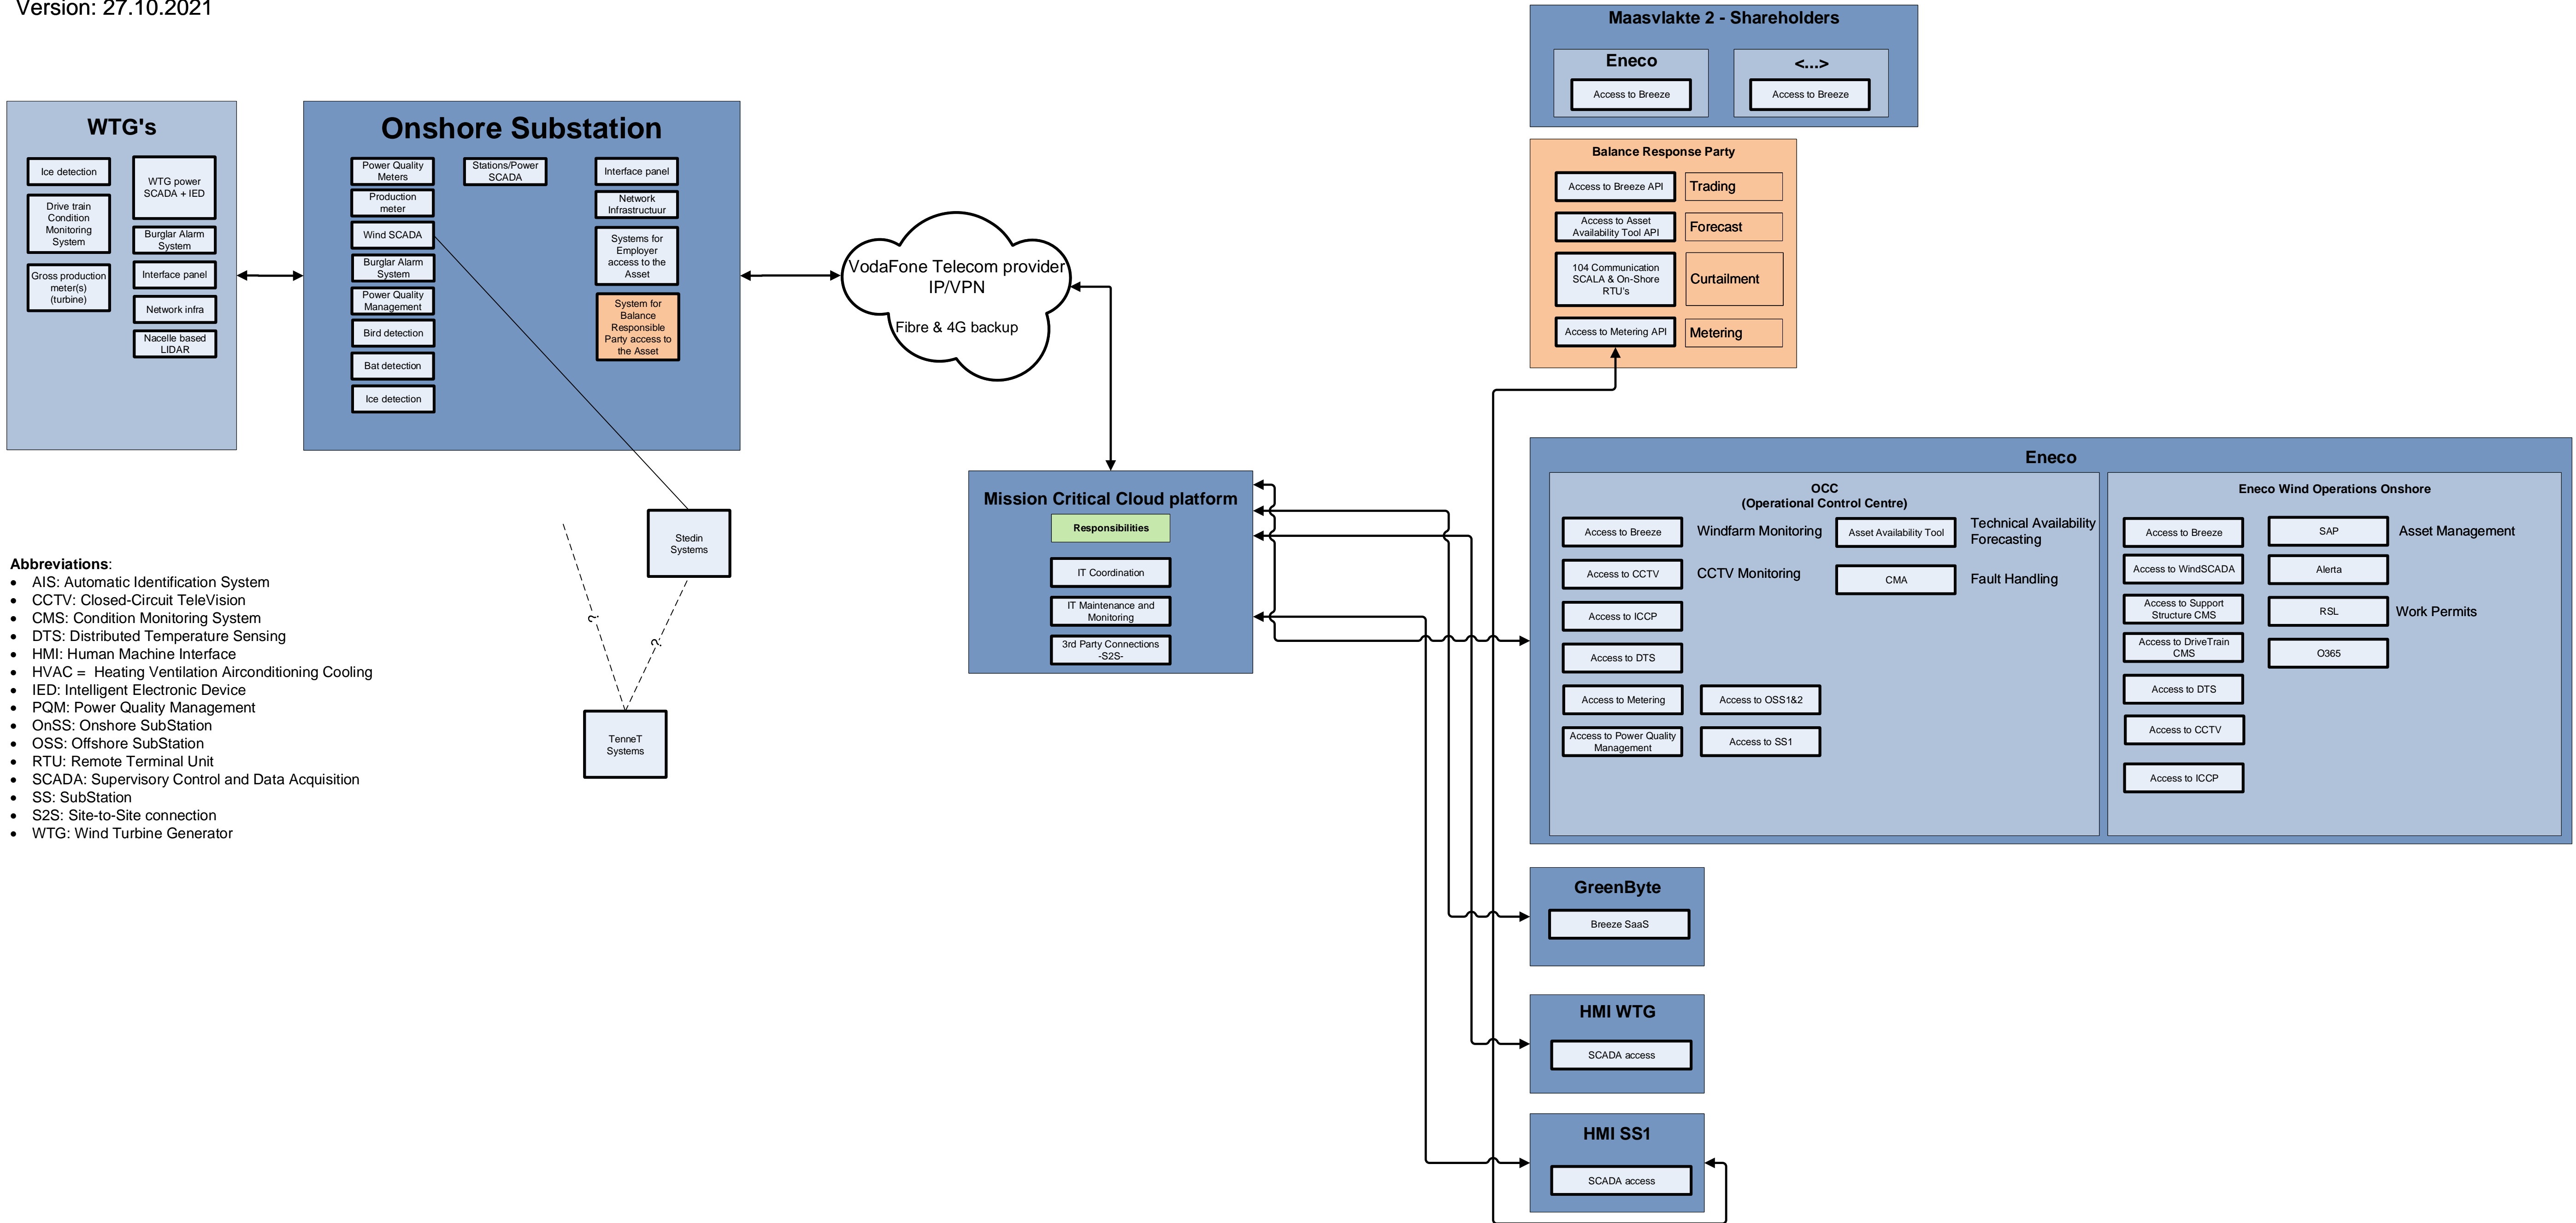 Version: 27.10.2021
WTG's
Ice detection
Drive train
Condition
Monitoring
System
Gross production
meter(s)
(turbine)
WTG power
SCADA + IED
Burglar Alarm
System
Interface panel
Network infra
Nacelle based
LIDAR
Onshore Substation
Power Quality
Meters
Production
meter
Wind SCADA
Burglar Alarm
System
Power Quality
Management
Bird detection
Bat detection
Ice detection
Stations/Power
SCADA
Interface panel
Network
Infrastructuur
Systems for
Employer
access to the
Asset
System for
Balance
Responsible
Party access to
the Asset
VodaFone Telecom provider
IP/VPN
Fibre & 4G backup
Stedin
Systems
?
?
TenneT
Systems
Abbreviations:
• AIS: Automatic Identification System
• CCTV: Closed-Circuit TeleVision
• CMS: Condition Monitoring System
• DTS: Distributed Temperature Sensing
• HMI: Human Machine Interface
• HVAC = Heating Ventilation Airconditioning Cooling
• IED: Intelligent Electronic Device
• PQM: Power Quality Management
• OnSS: Onshore SubStation
• OSS: Offshore SubStation
• RTU: Remote Terminal Unit
• SCADA: Supervisory Control and Data Acquisition
• SS: SubStation
• S2S: Site-to-Site connection
• WTG: Wind Turbine Generator
Mission Critical Cloud platform
Responsibilities
IT Coordination
IT Maintenance and
Monitoring
3rd Party Connections
-S2S-
Maasvlakte 2 - Shareholders
Eneco
Access to Breeze
<...>
Access to Breeze
Balance Response Party
Access to Breeze API
Trading
Access to Asset
Availability Tool API
Forecast
104 Communication
SCALA & On-Shore
RTU's
Curtailment
Access to Metering API
Metering
Eneco
OCC
(Operational Control Centre)
Access to Breeze
Windfarm Monitoring
Asset Availability Tool
Technical Availability
Forecasting
Access to CCTV
CCTV Monitoring
CMA
Fault Handling
Access to ICCP
Access to DTS
Access to Metering
Access to OSS1&2
Access to Power Quality
Management
Access to SS1
Eneco Wind Operations Onshore
Access to Breeze
SAP
Asset Management
Access to WindSCADA
Alerta
Access to Support
Structure CMS
RSL
Work Permits
Access to DriveTrain
CMS
O365
Access to DTS
Access to CCTV
Access to ICCP
GreenByte
Breeze SaaS
HMI WTG
SCADA access
HMI SS1
SCADA access